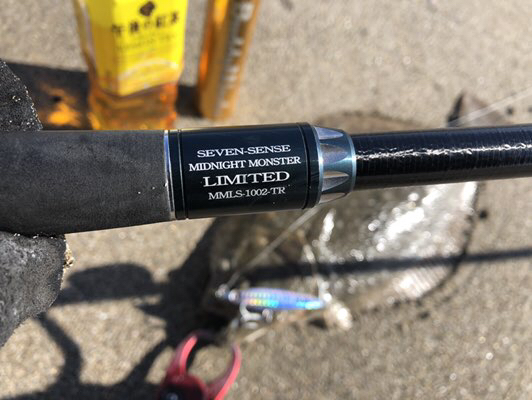 SEVEN-SENSE
MIDNIGHT MONSTER
LIMITED
MMLS-1002-TR